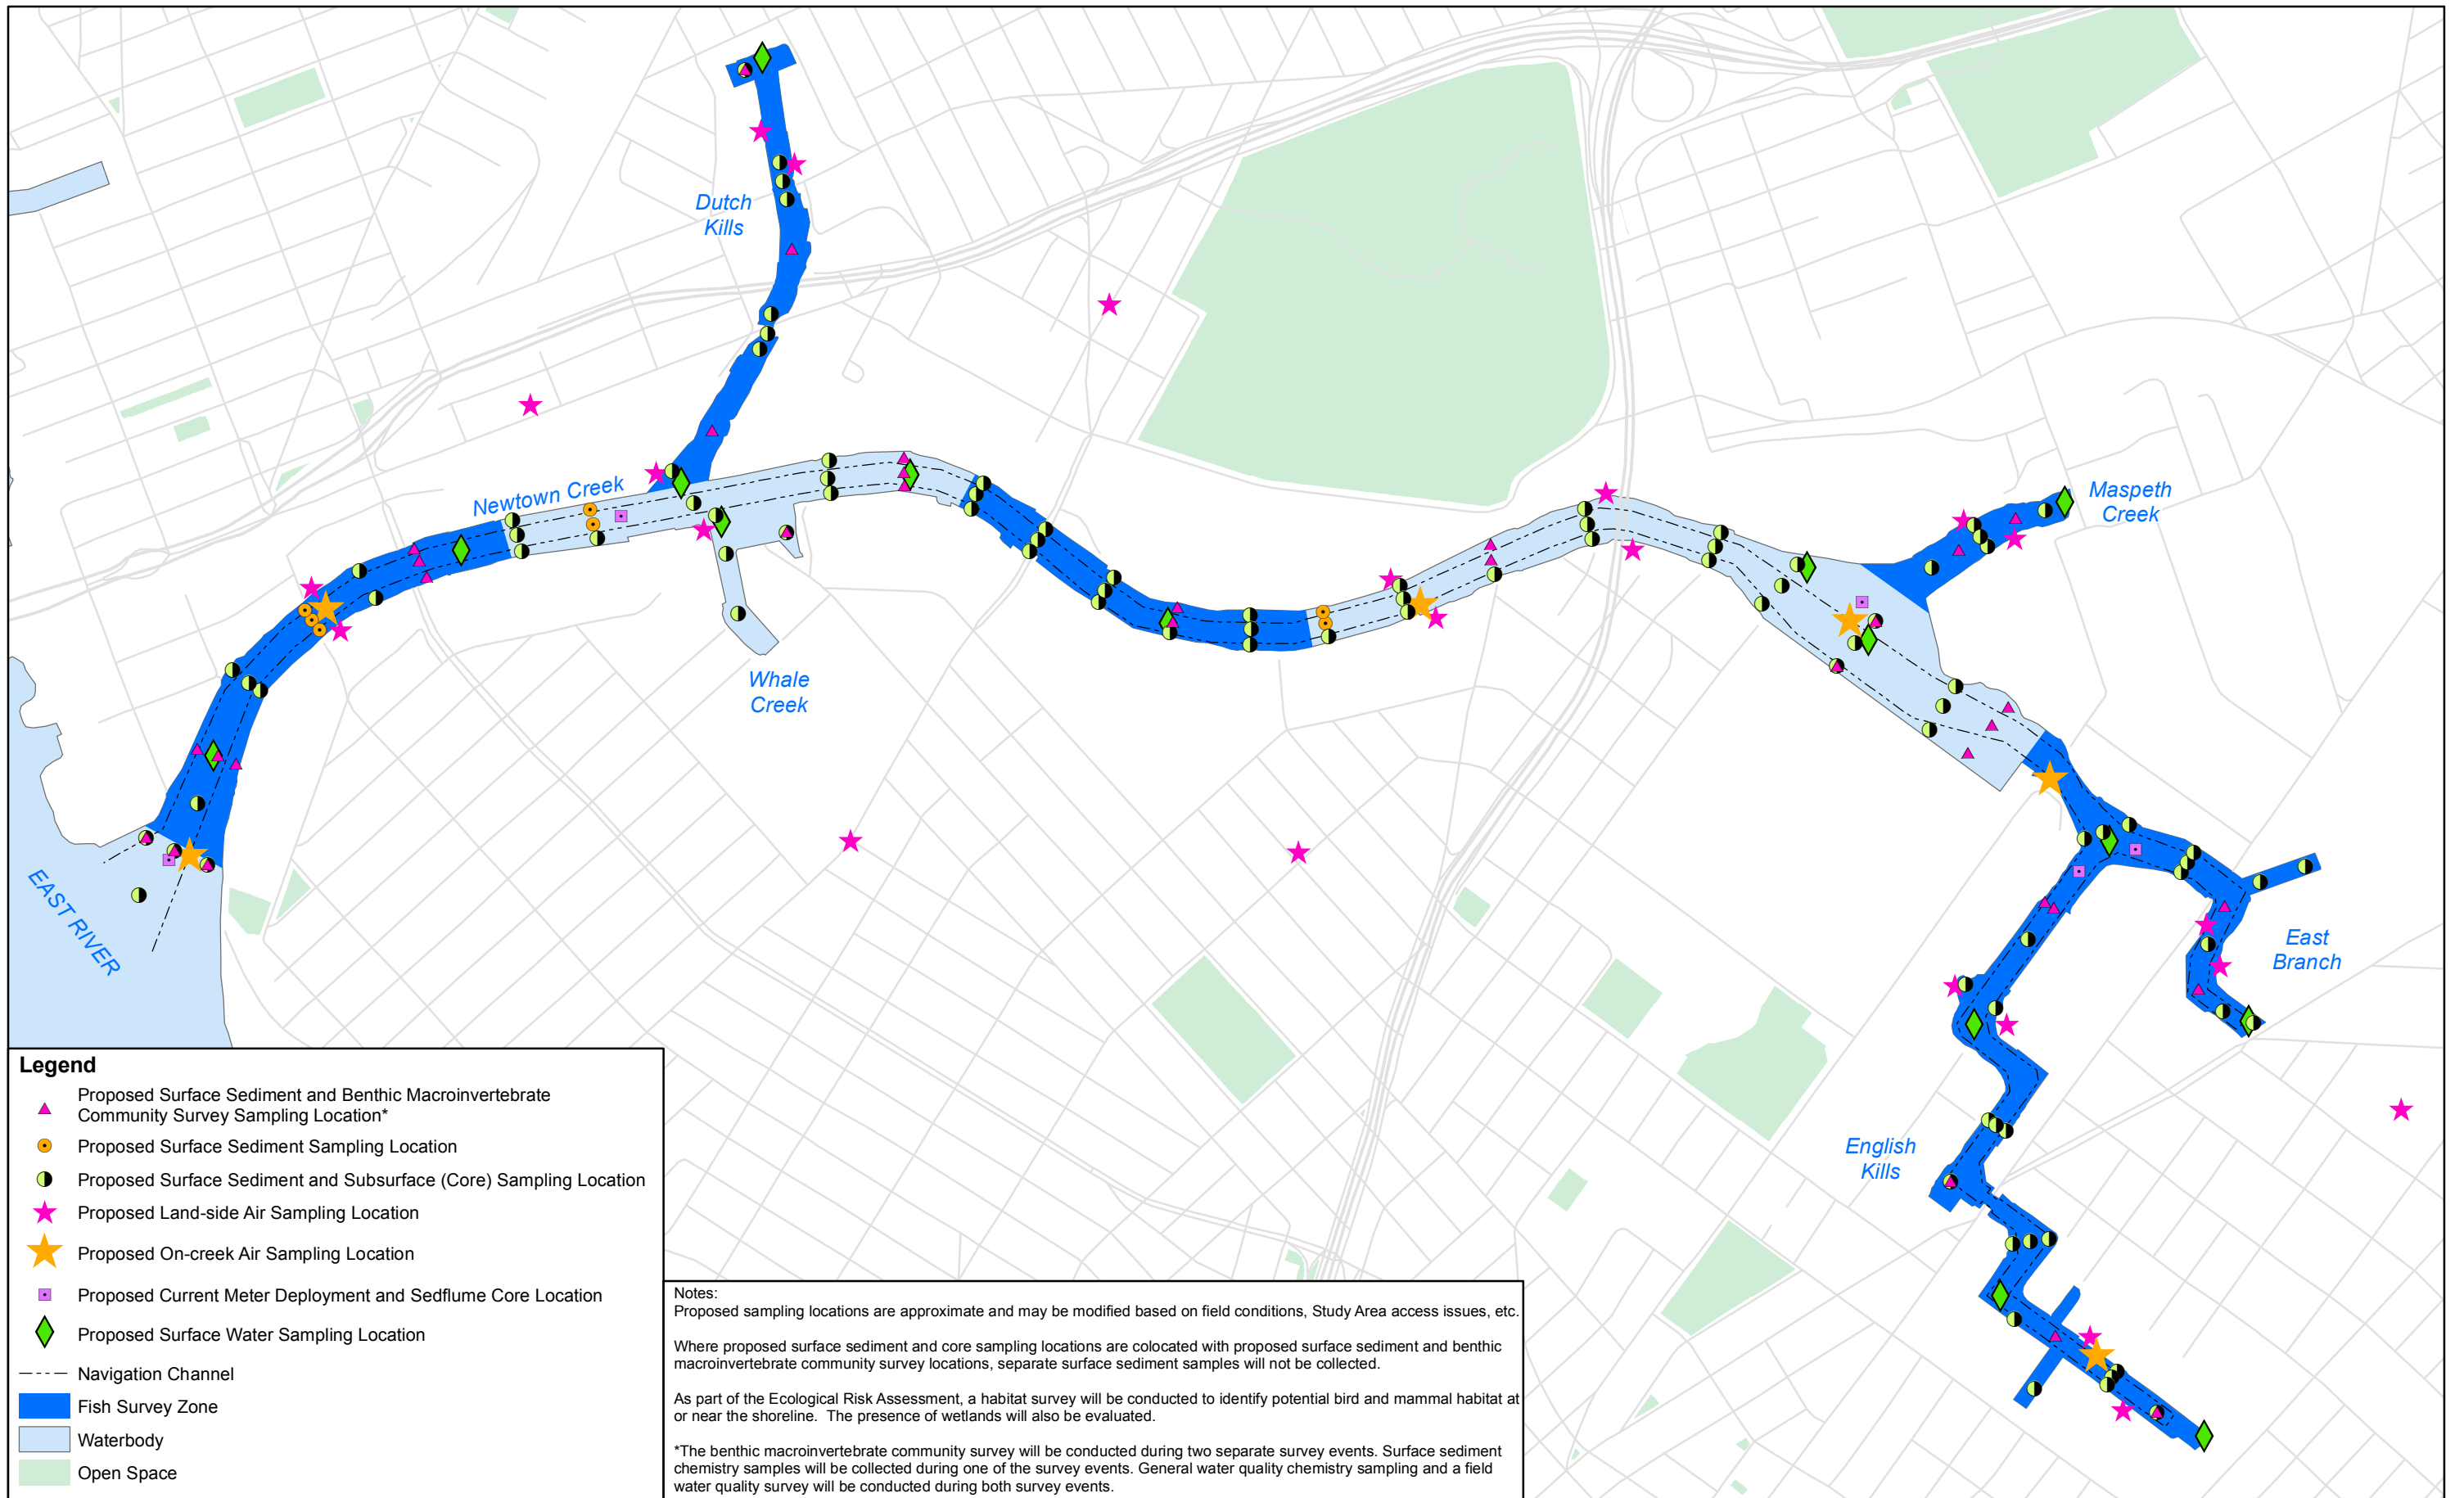 Dutch
Kills
Newtown Creek
Maspeth
Creek
Whale
Creek
EAST RIVER
East
Branch
English
Kills
Legend
Proposed Surface Sediment and Benthic Macroinvertebrate
Community Survey Sampling Location*
Proposed Surface Sediment Sampling Location
Proposed Surface Sediment and Subsurface (Core) Sampling Location
Proposed Land-side Air Sampling Location
Proposed On-creek Air Sampling Location
Proposed Current Meter Deployment and Sedflume Core Location
Proposed Surface Water Sampling Location
Navigation Channel
Fish Survey Zone
Waterbody
Open Space
Notes:
Proposed sampling locations are approximate and may be modified based on field conditions, Study Area access issues, etc.
Where proposed surface sediment and core sampling locations are colocated with proposed surface sediment and benthic
macroinvertebrate community survey locations, separate surface sediment samples will not be collected.
As part of the Ecological Risk Assessment, a habitat survey will be conducted to identify potential bird and mammal habitat at
or near the shoreline. The presence of wetlands will also be evaluated.
*The benthic macroinvertebrate community survey will be conducted during two separate survey events. Surface sediment
chemistry samples will be collected during one of the survey events. General water quality chemistry sampling and a field
water quality survey will be conducted during both survey events.